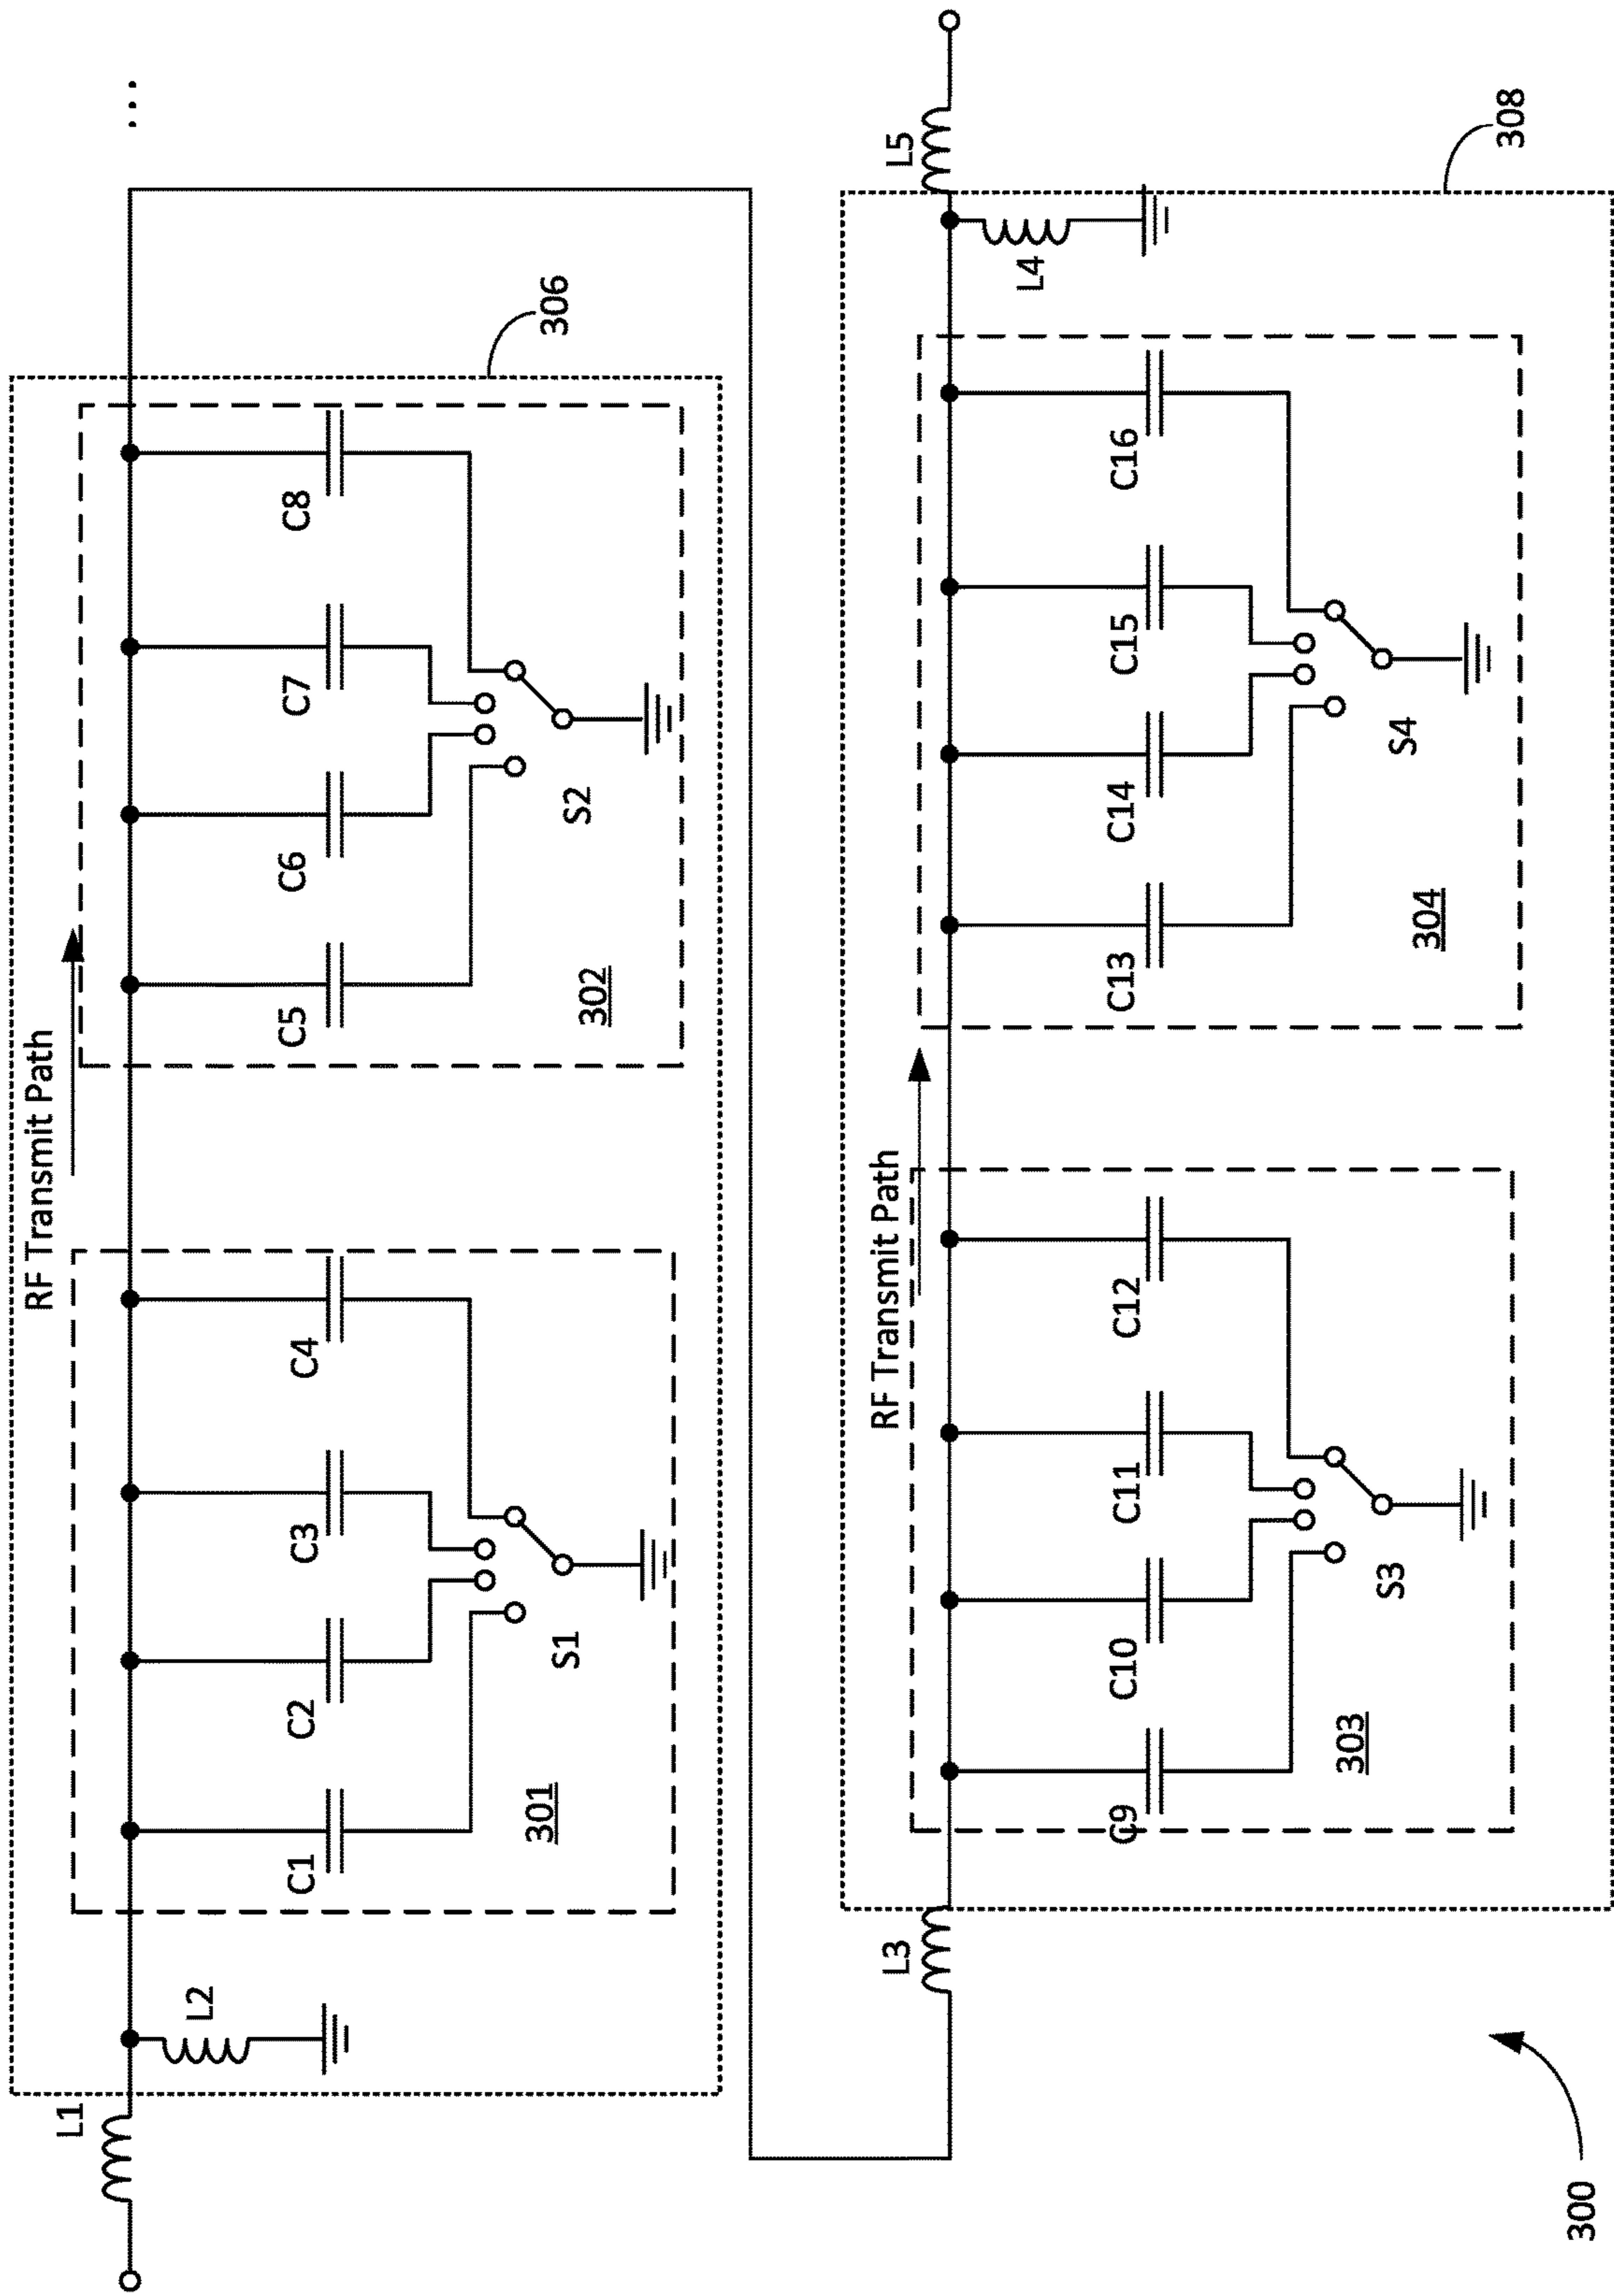 RF Transmit Path
L1
L2
C1
C2
C3
C4
S1
301
C5
C6
C7
C8
S2
302
306
...
RF Transmit Path
L3
C9
C10
C11
C12
S3
303
C13
C14
C15
C16
S4
304
L4
L5
308
300